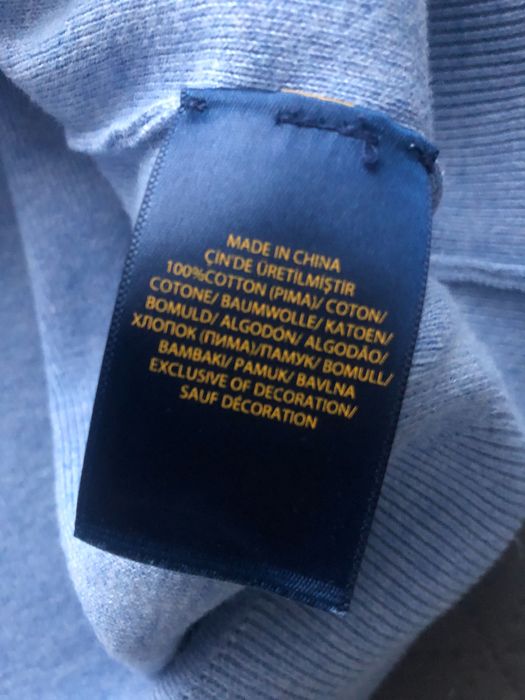 MADE IN CHINA
ÇİN'DE ÜRETİLMİŞTİR
100%COTTON (PIMA)/ COTON/
COTONE/ BAUMWOLLE/ KATOEN/
BOMULD/ ALGODÓN/ ALGODÃO/
ХЛОПОК (ПИМА)/ПАМУК/ BOMULL/
BAMBAKI/ PAMUK/ BAVLNA
EXCLUSIVE OF DECORATION/
SAUF DÉCORATION